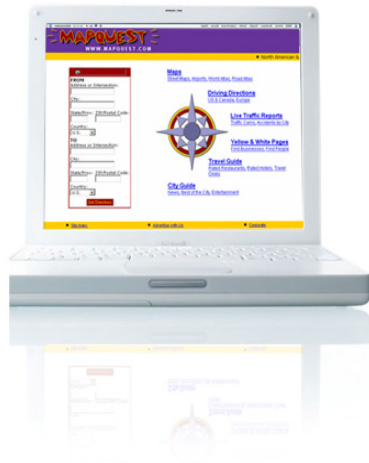 MAPQUEST
WWW.MAPQUEST.COM
North American S
FROM
Address or Intersection:
City:
State/Prov: ZIP/Postal Code:
Country:
U.S.
TO
Address or Intersection:
City:
State/Prov: ZIP/Postal Code:
Country:
U.S.
Get Directions
Maps
Street Maps, Airports, World Atlas, Road Atlas
Driving Directions
US & Canada, Europe
Live Traffic Reports
Traffic Cams, Accidents by City
Yellow & White Pages
Find Businesses, Find People
Travel Guide
Rated Restaurants, Rated Hotels, Travel
Deals
City Guide
News, Best of the City, Entertainment
Site Index
Advertise with Us
Corporate